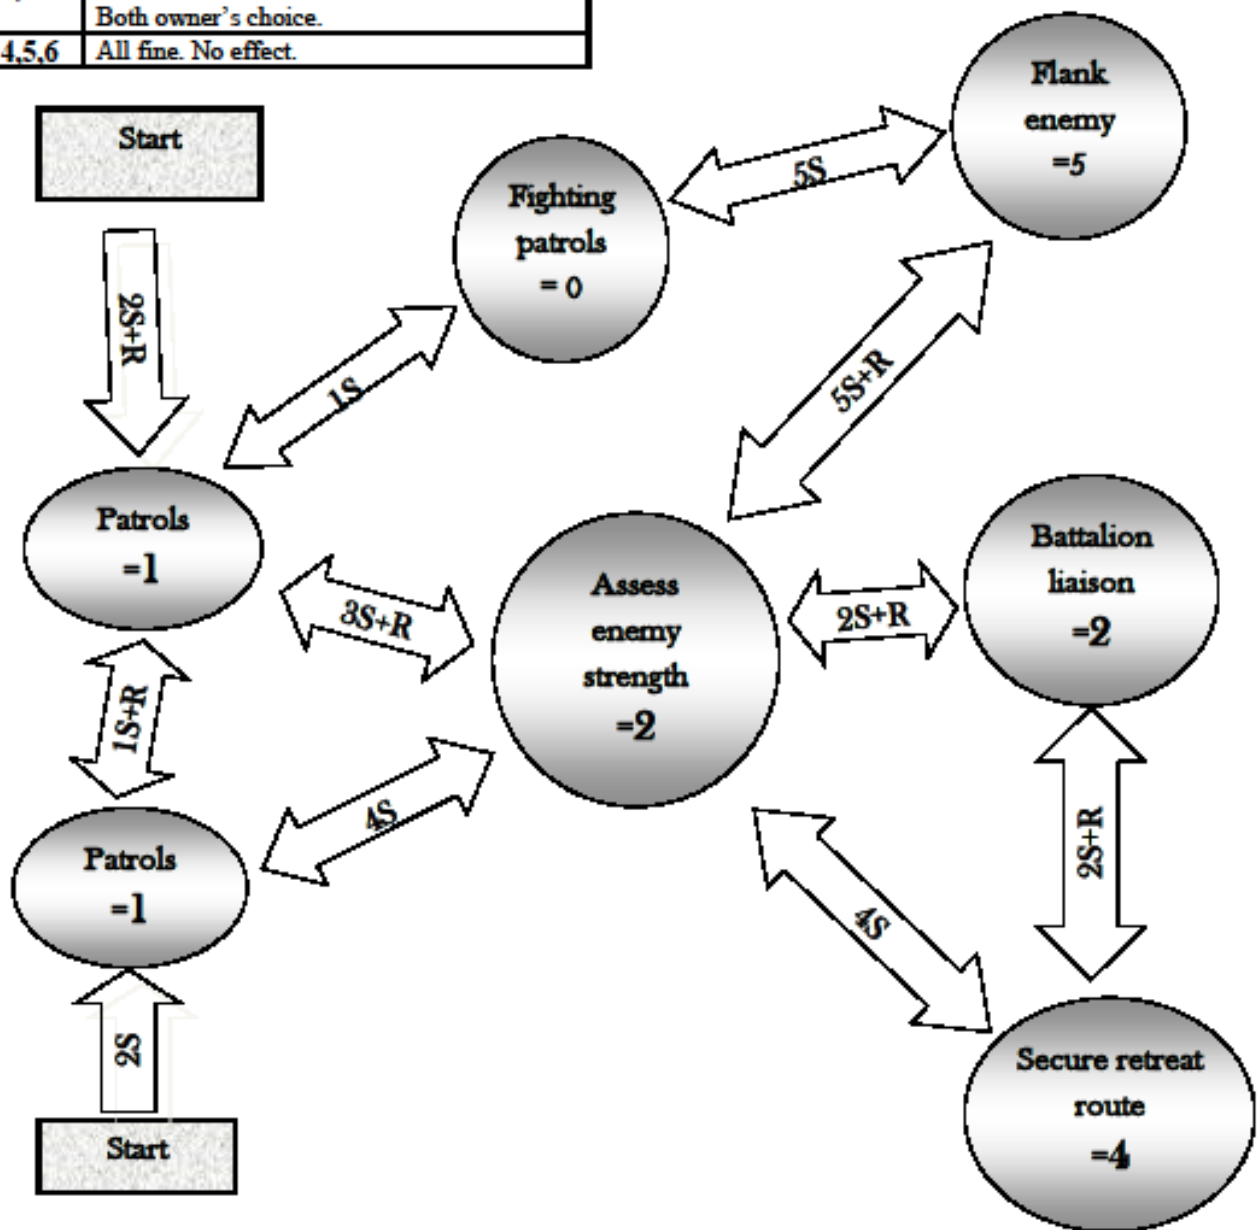 Both owner's choice.
4,5,6 All fine. No effect.
Start
Flank
enemy
=5
5S
Fighting
patrols
= 0
2S+R
1S
5S+R
Patrols
=1
3S+R
Assess
enemy
strength
=2
2S+R
Battalion
liaison
=2
1S+R
4S
Patrols
=1
4S
2S+R
2S
Start
Secure retreat
route
=4